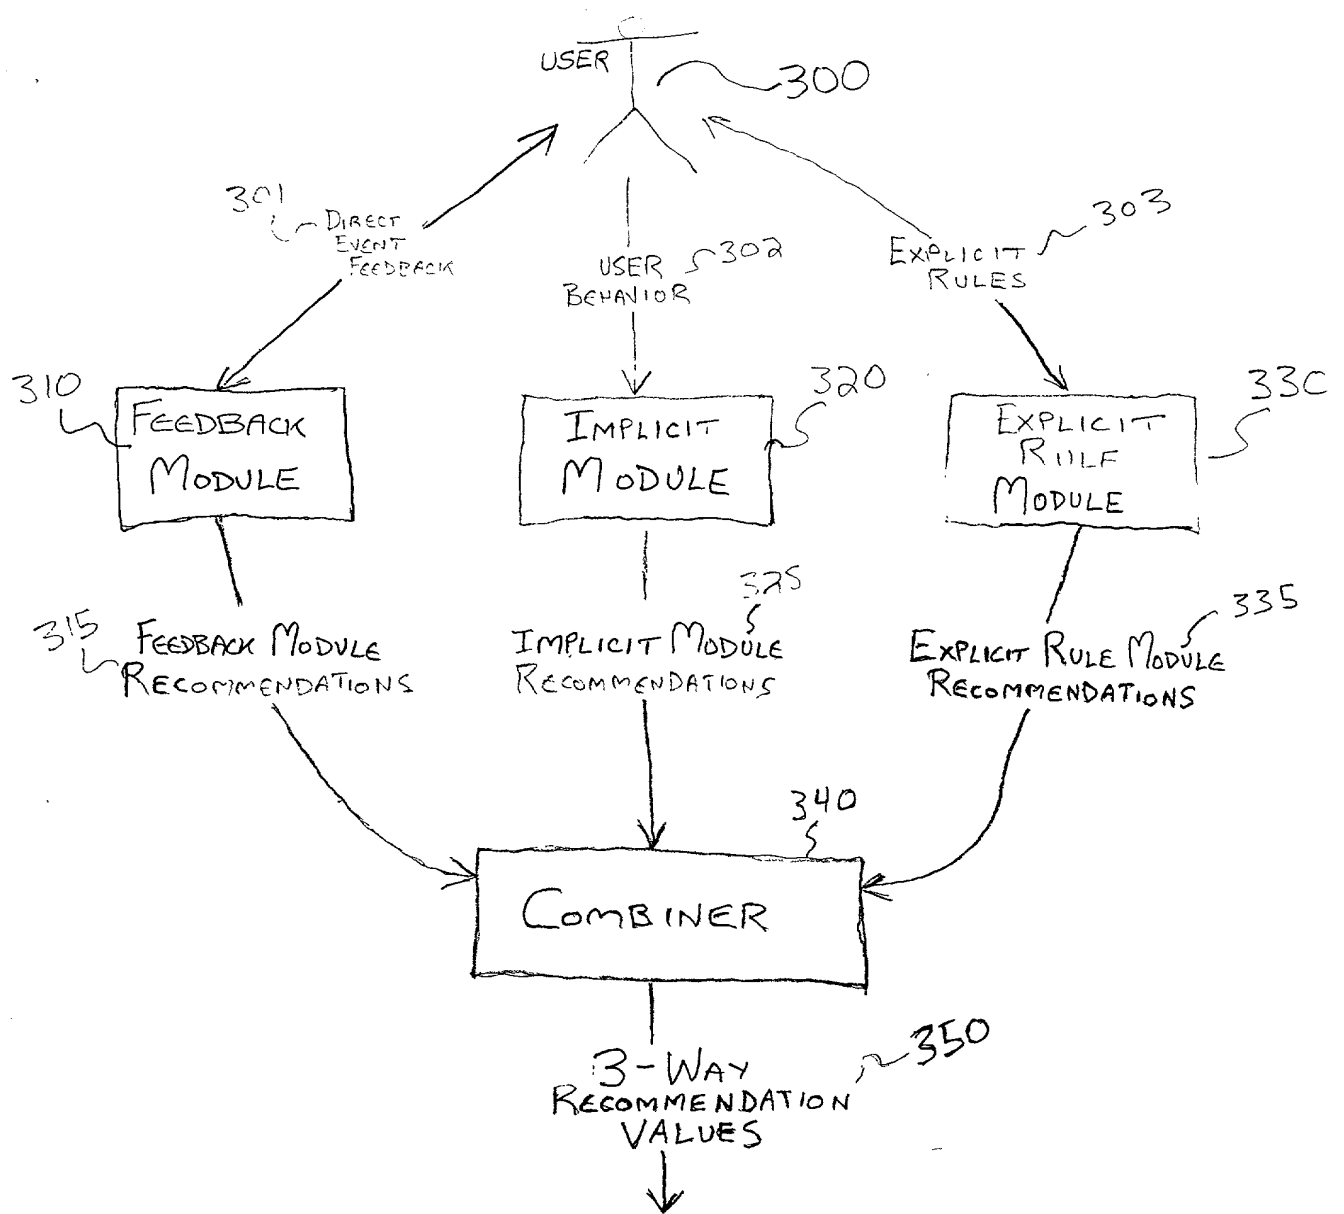 USER
300
301
DIRECT
EVENT
FEEDBACK
USER
BEHAVIOR
302
EXPLICIT
RULES
303
310
FEEDBACK
MODULE
320
IMPLICIT
MODULE
330
EXPLICIT
RULE
MODULE
315
FEEDBACK MODULE
RECOMMENDATIONS
325
IMPLICIT MODULE
RECOMMENDATIONS
335
EXPLICIT RULE MODULE
RECOMMENDATIONS
340
COMBINER
3-WAY
RECOMMENDATION
VALUES
350